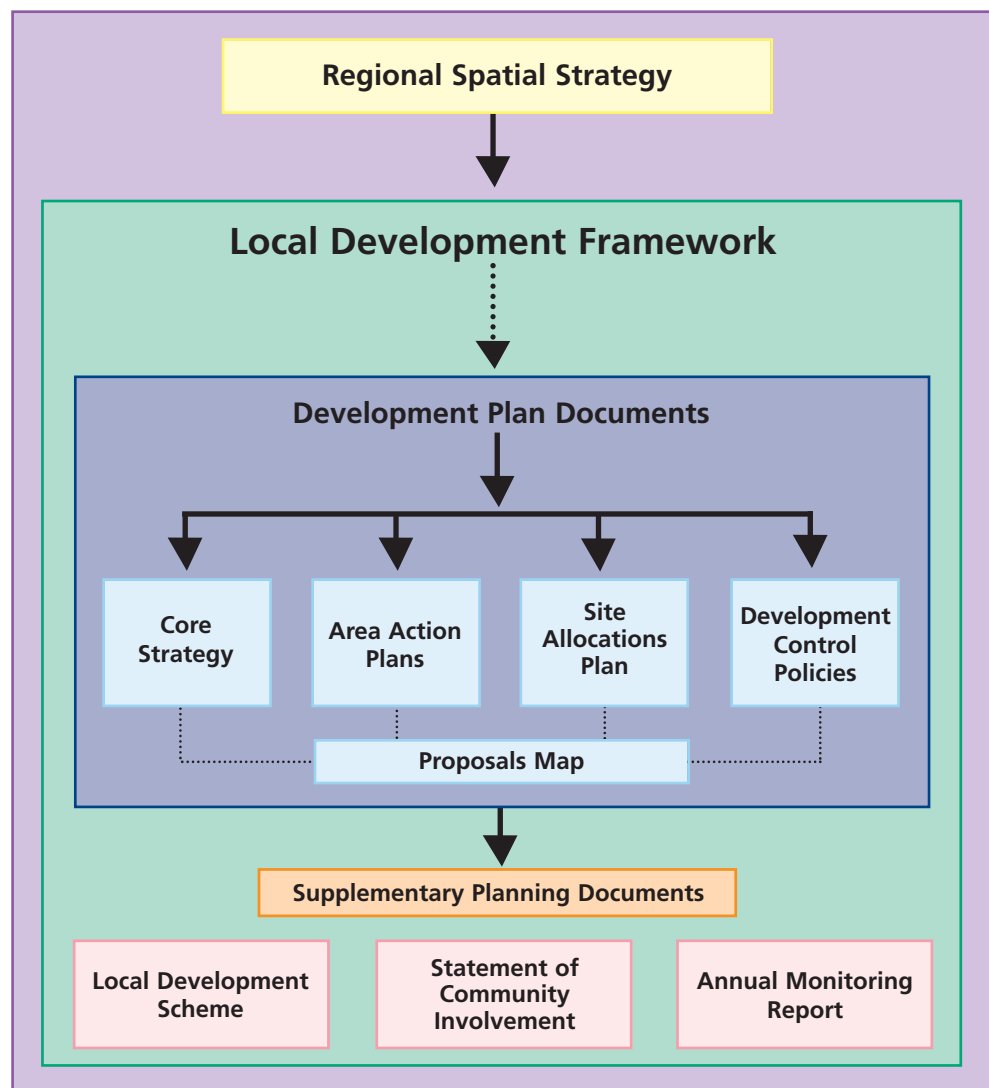 Regional Spatial Strategy
Local Development Framework
Development Plan Documents
Core
Strategy
Area Action
Plans
Site
Allocations
Plan
Development
Control
Policies
Proposals Map
Supplementary Planning Documents
Local Development
Scheme
Statement of
Community
Involvement
Annual Monitoring
Report